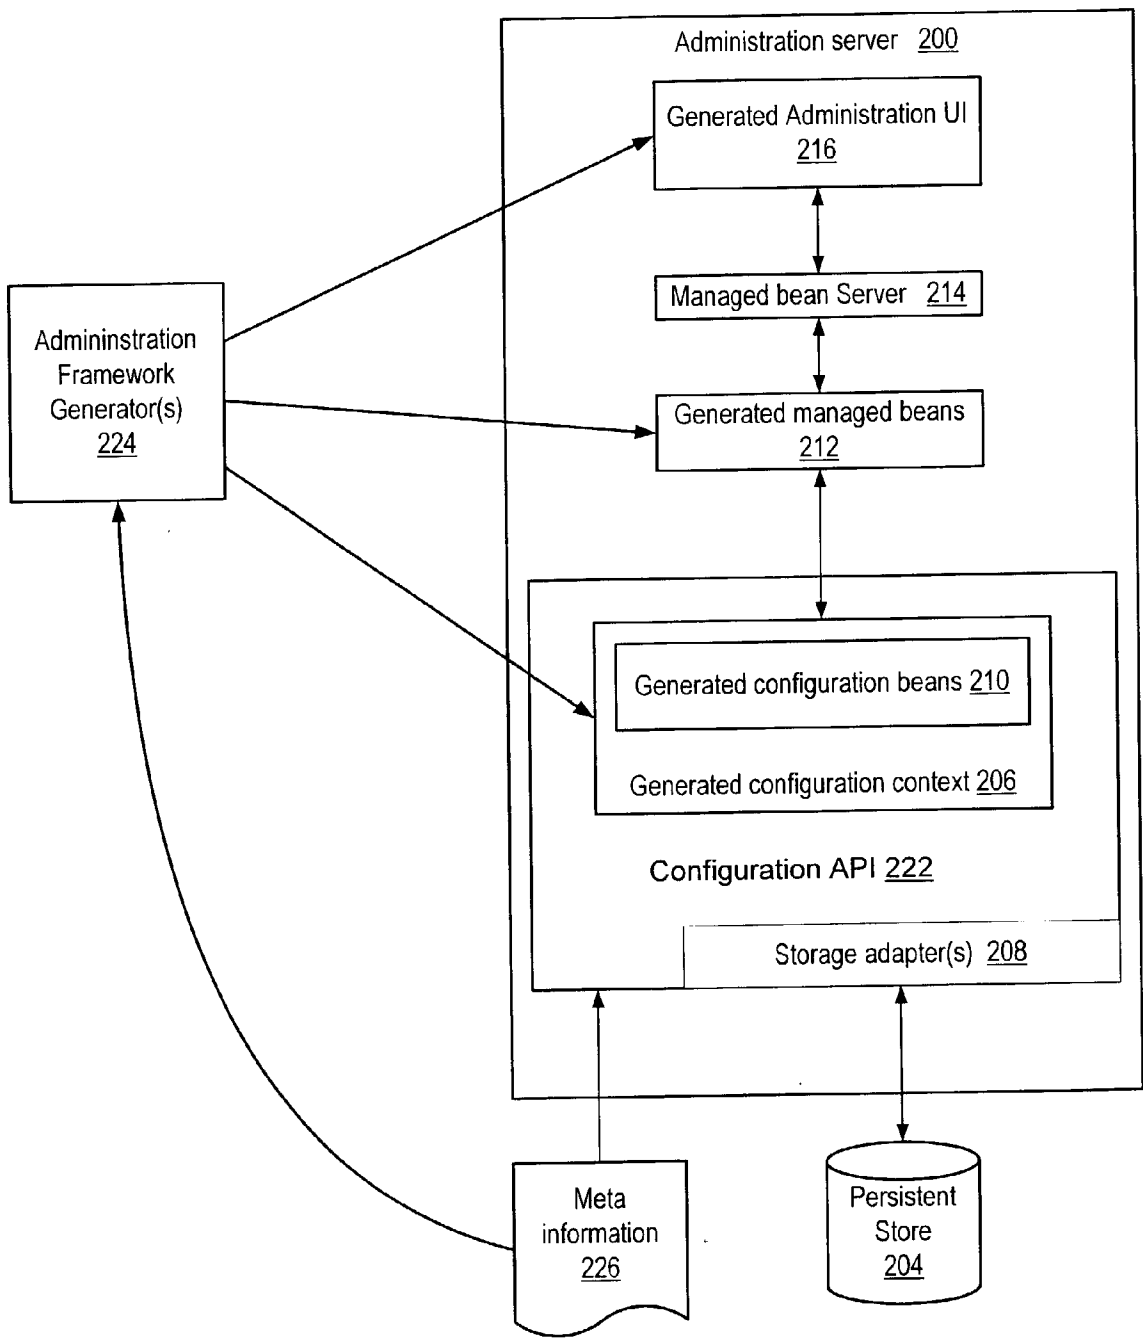 Administration server 200
Generated Administration UI
216
Managed bean Server 214
Admininstration
Framework
Generator(s)
224
Generated managed beans
212
Generated configuration beans 210
Generated configuration context 206
Configuration API 222
Storage adapter(s) 208
Meta
information
226
Persistent
Store
204